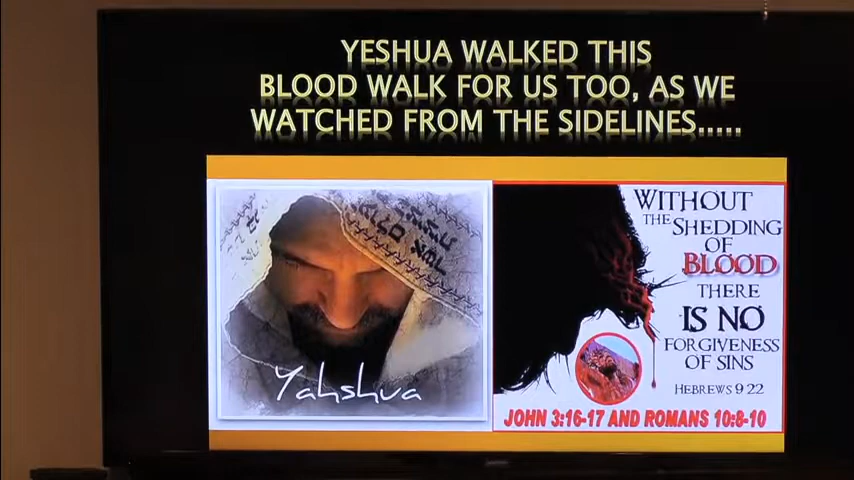 YESHUA WALKED THIS
BLOOD WALK FOR US TOO, AS WE
WATCHED FROM THE SIDELINES.....
Yahshua
WITHOUT
THE SHEDDING
OF
BLOOD
THERE
IS NO
FORGIVENESS
OF SINS
HEBREWS 9:22
JOHN 3:16-17 AND ROMANS 10:8-10